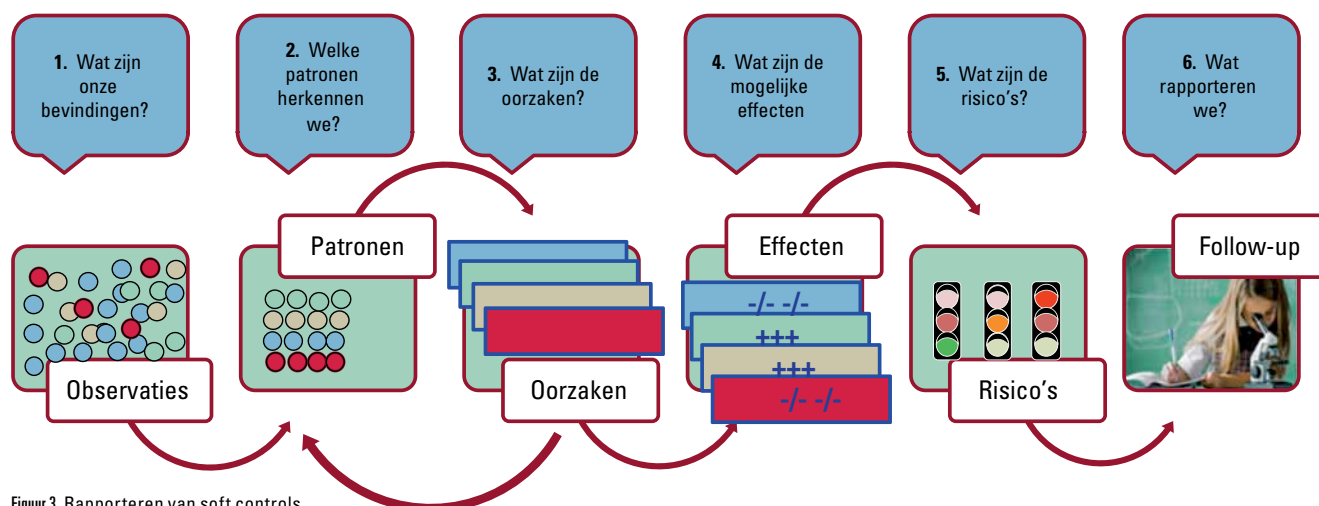 1. Wat zijn
onze
bevindingen?
2. Welke
patronen
herkennen
we?
3. Wat zijn de
oorzaken?
4. Wat zijn de
mogelijke
effecten
5. Wat zijn de
risico's?
6. Wat
rapporteren
we?
Observaties
Patronen
Oorzaken
Effecten
-/- -/-
+++
+++
-/- -/-
Risico's
Follow-up
Figuur 3. Rapporteren van soft controls